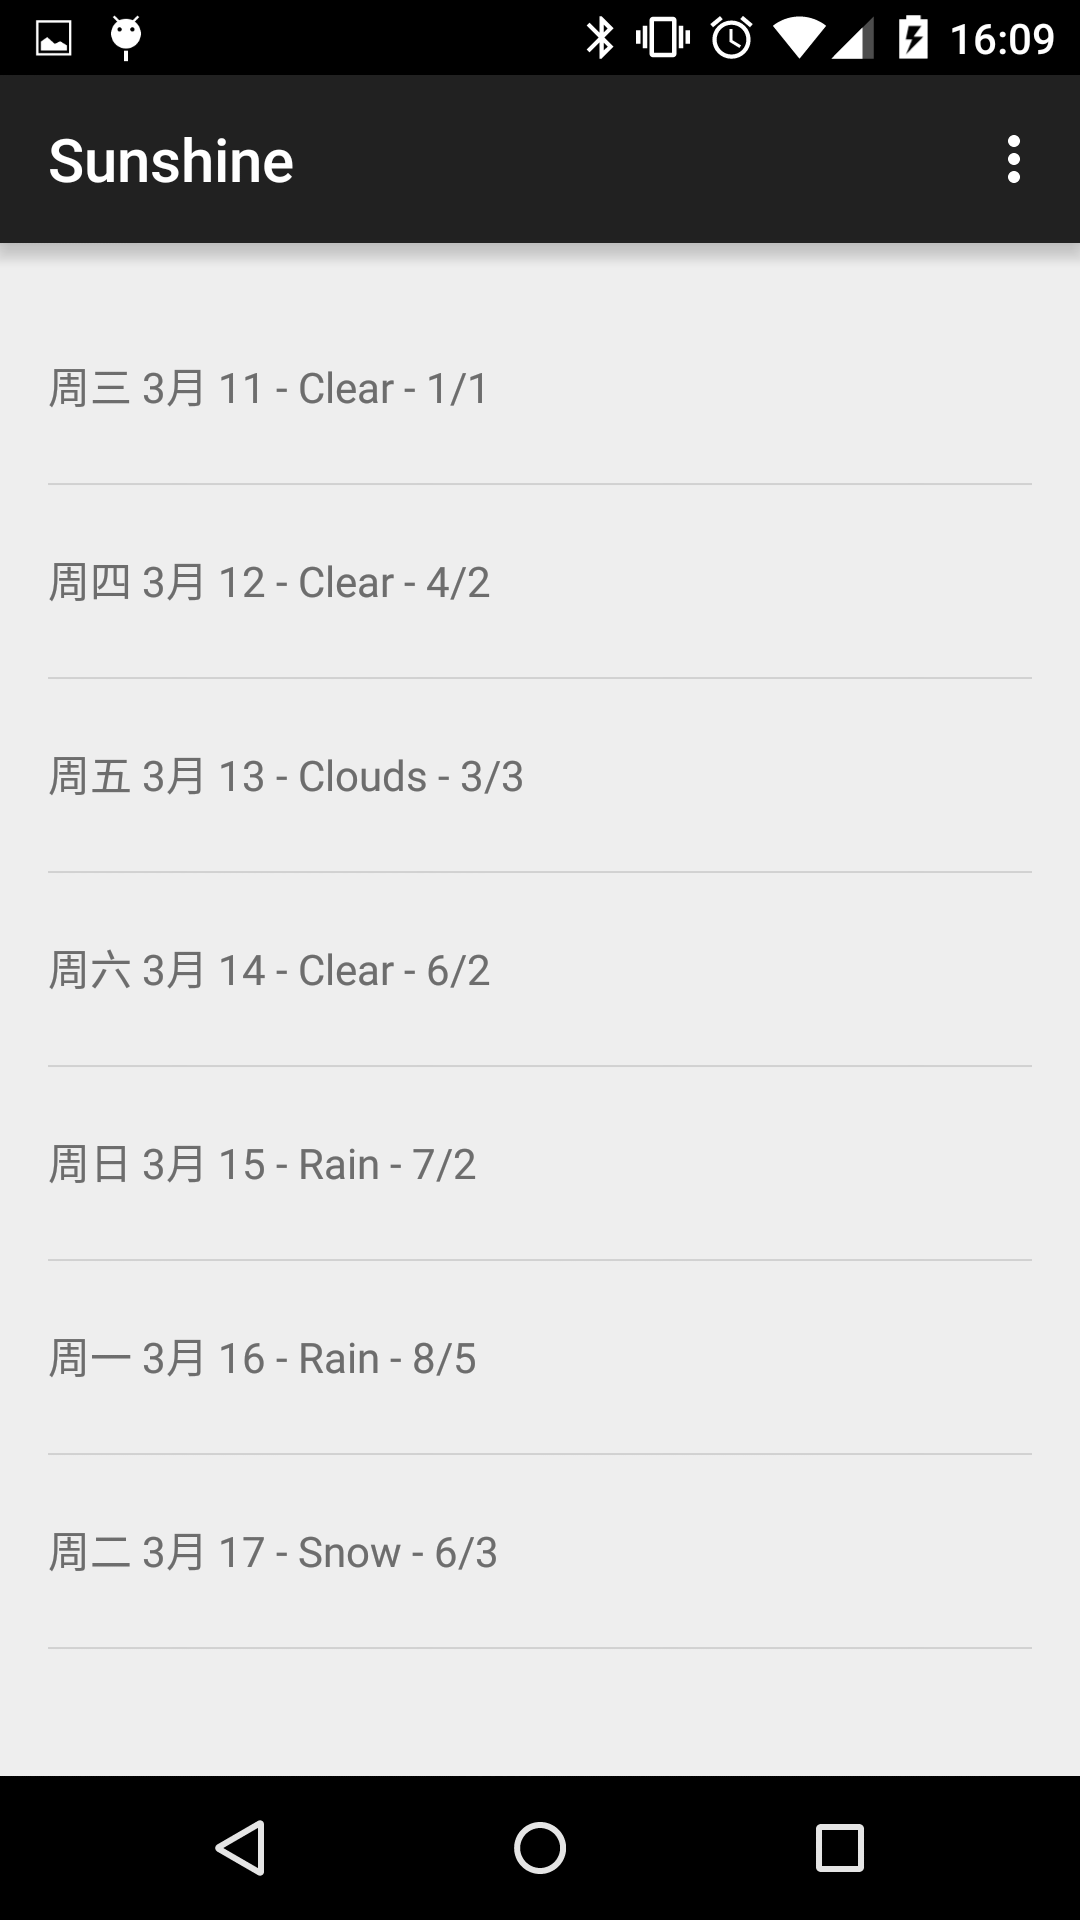 16:09
Sunshine
周三 3月 11 - Clear - 1/1
周四 3月 12 - Clear - 4/2
周五 3月 13 - Clouds - 3/3
周六 3月 14 - Clear - 6/2
周日 3月 15 - Rain - 7/2
周一 3月 16 - Rain - 8/5
周二 3月 17 - Snow - 6/3